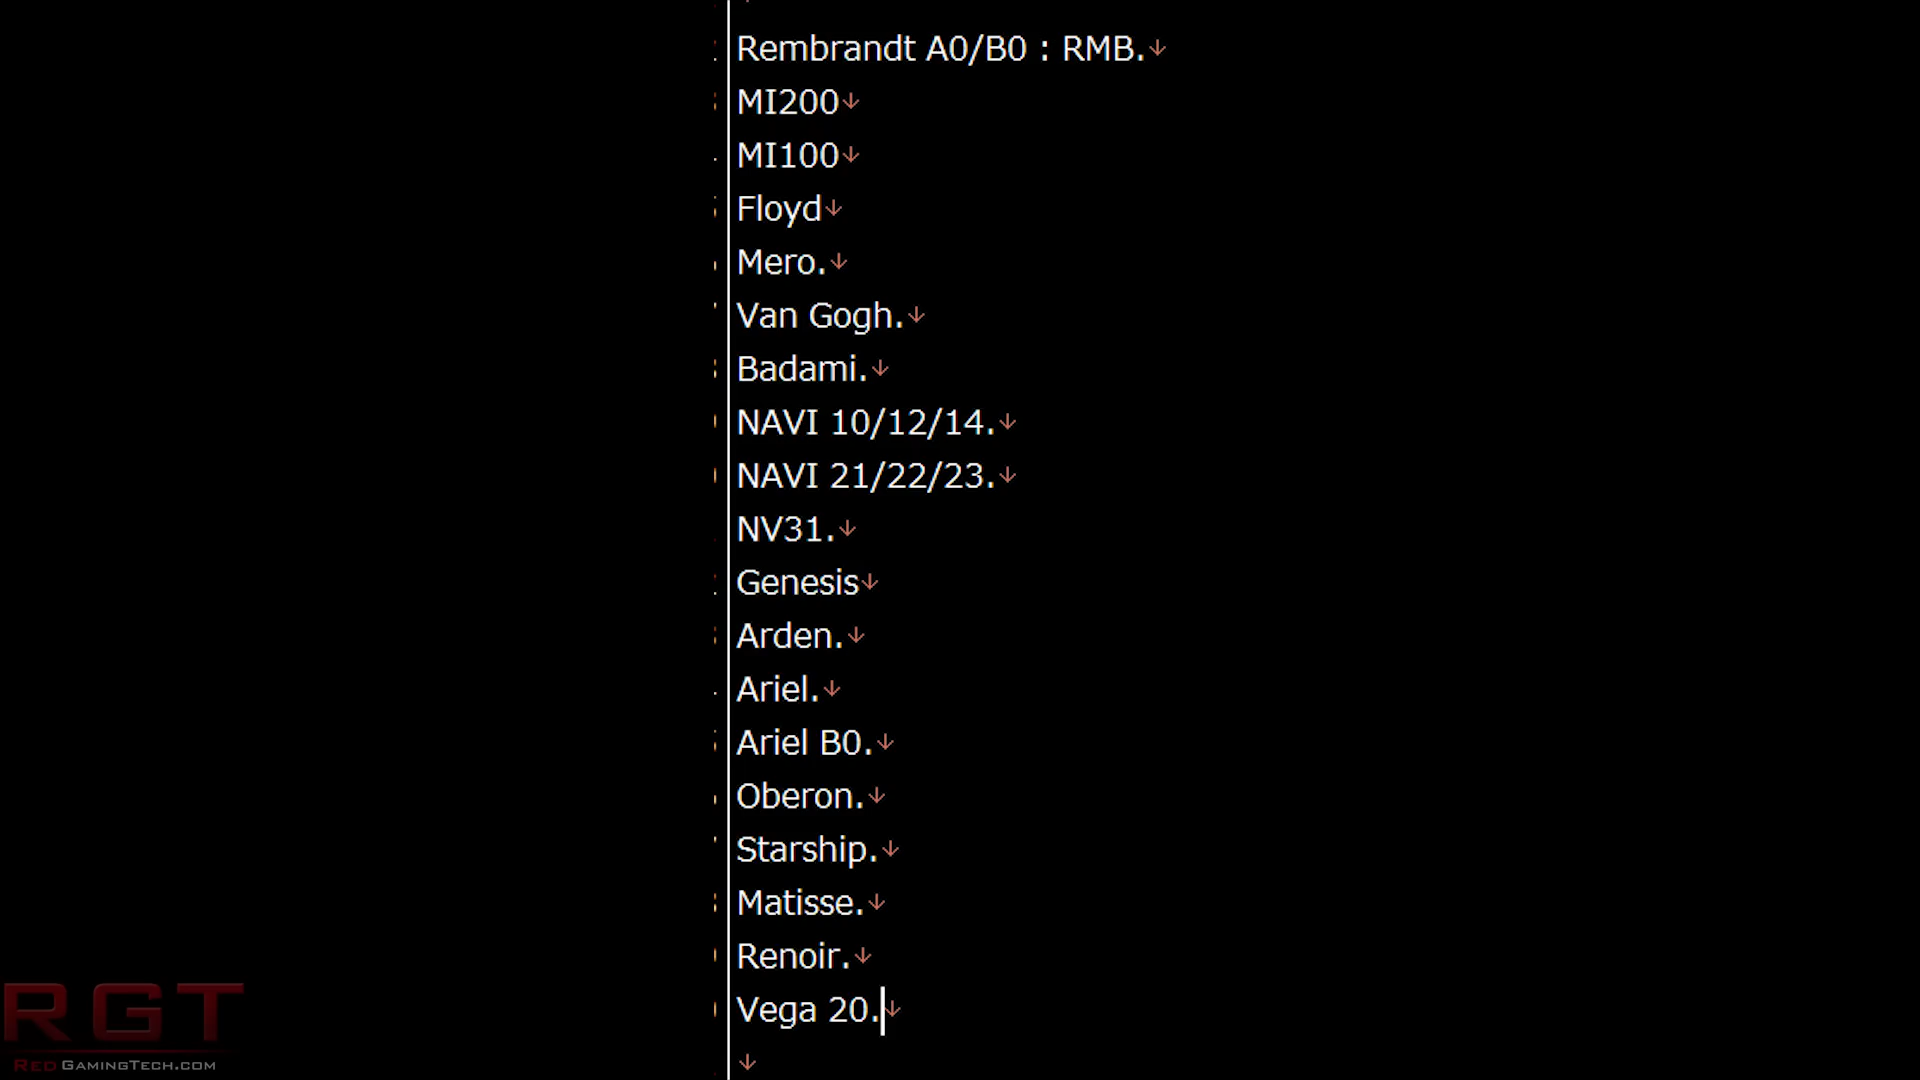 Rembrandt A0/B0 : RMB.↓
MI200↓
MI100↓
Floyd↓
Mero.↓
Van Gogh.↓
Badami.↓
NAVI 10/12/14.↓
NAVI 21/22/23.↓
NV31.↓
Genesis↓
Arden.↓
Ariel.↓
Ariel B0.↓
Oberon.↓
Starship.↓
Matisse.↓
Renoir.↓
Vega 20.↓
↓
RGT
REDGAMINGTECH.COM